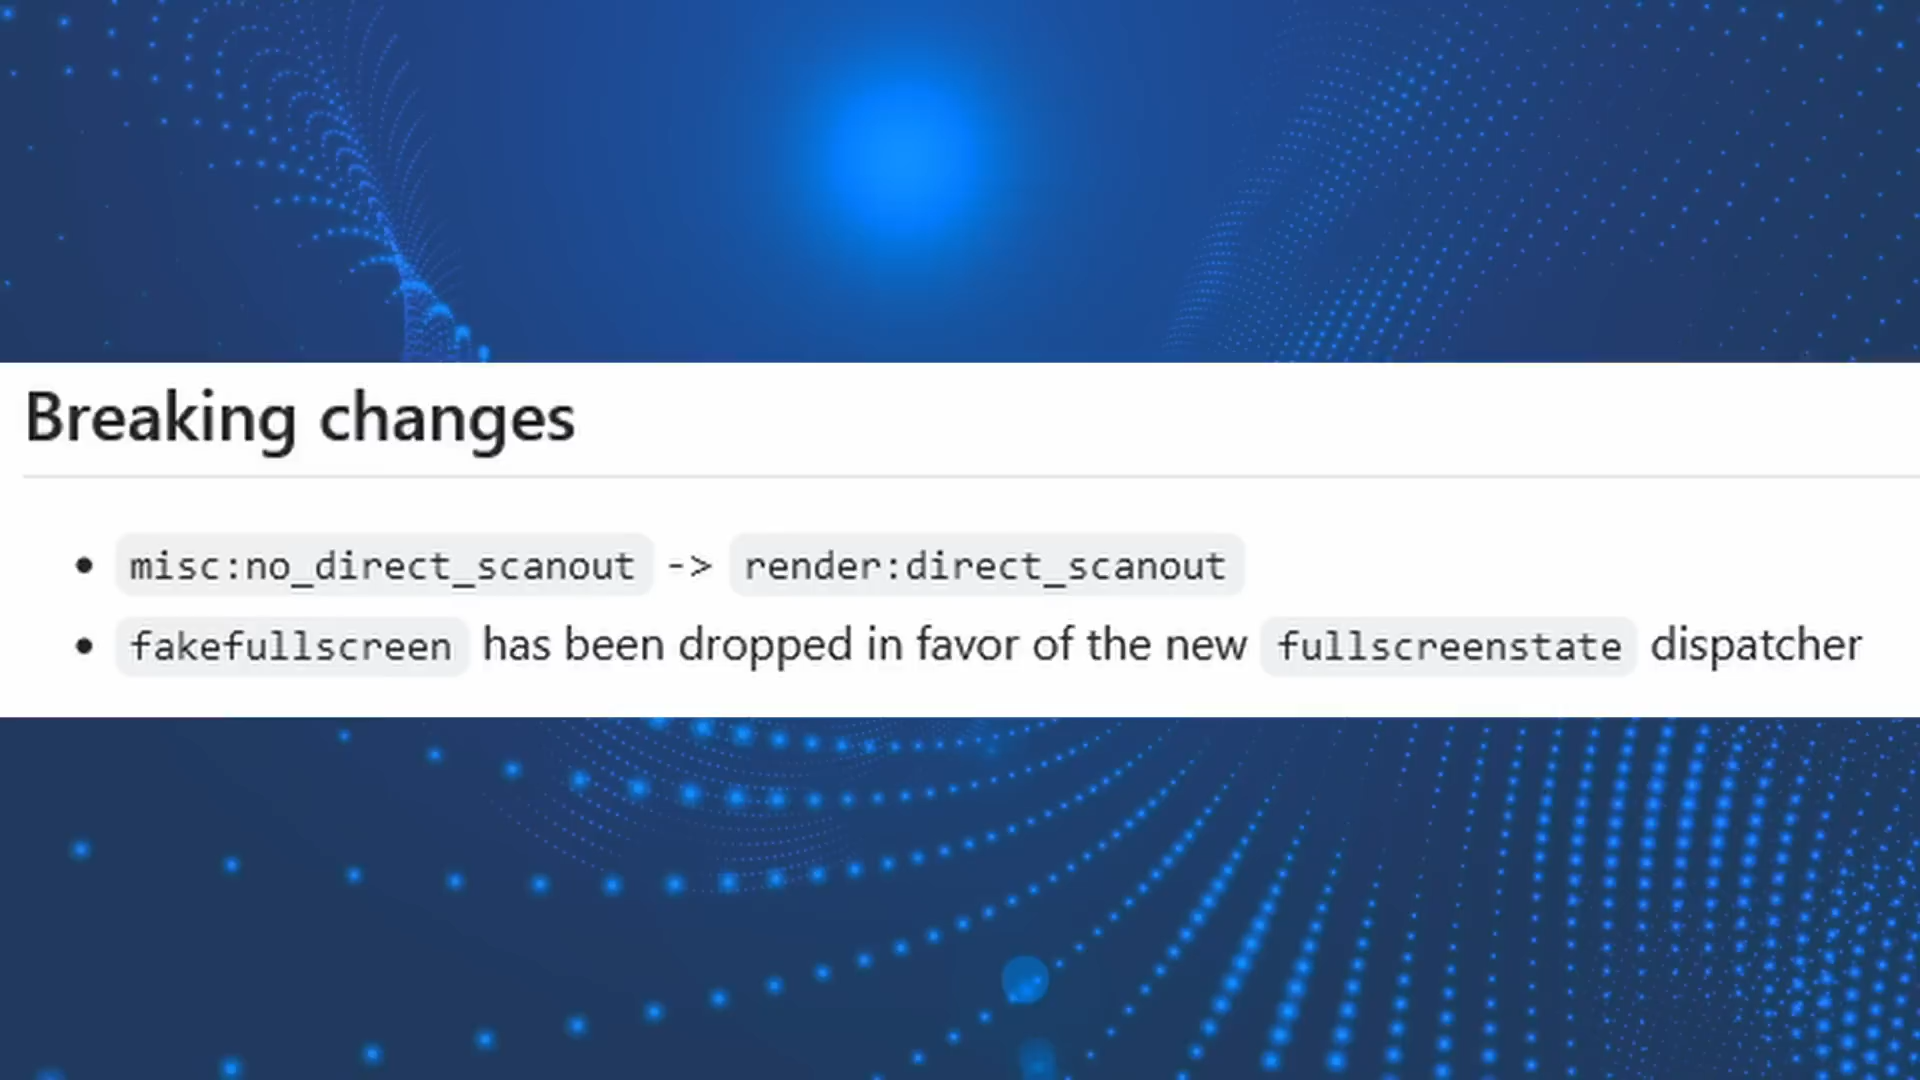 Breaking changes
misc:no_direct_scanout -> render:direct_scanout
fakefullscreen has been dropped in favor of the new fullscreenstate dispatcher